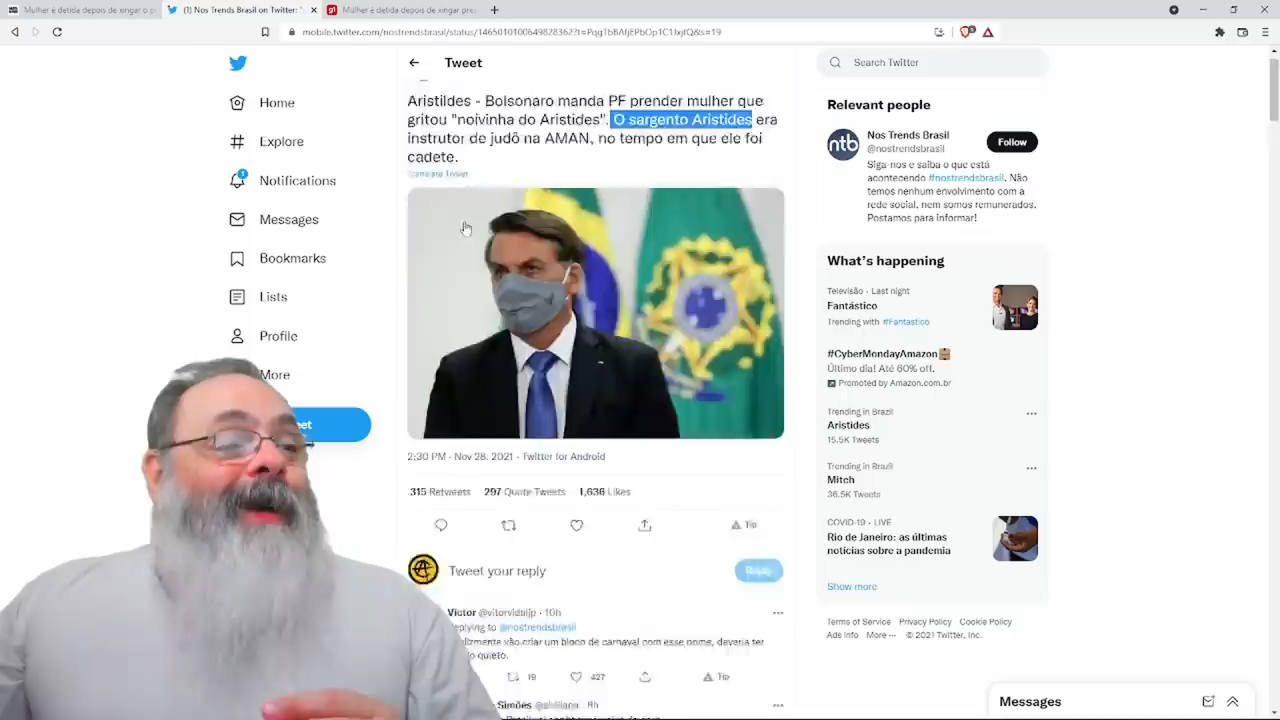 Mulher é detida depois de xingar o p
(1) Nos Trends Brasil on Twitter: "
Mulher é detida depois de xingar pre
mobile.twitter.com/nostrendsbrasil/status/1465010100649828362?t=PqgTbBAfjEPbOp1C1JxjfQ&s=19
Home
Explore
Notifications
Messages
Bookmarks
Lists
Profile
More
Tweet
Aristildes - Bolsonaro manda PF prender mulher que
gritou "noivinha do Aristides". O sargento Aristides era
instrutor de judô na AMAN, no tempo em que ele foi
cadete.
2:30 PM · Nov 28, 2021 · Twitter for Android
315 Retweets 297 Quote Tweets 1,636 Likes
Tip
Tweet your reply
Reply
Victor @vitorviduljp · 10h
@nostrendsbrasil
vão criar um bloco de carnaval com esse nome, deveria ter
quieto.
19 427 Tip
Simões
Search Twitter
Relevant people
ntb
Nos Trends Brasil
@nostrendsbrasil
Follow
Siga-nos e saiba o que está
acontecendo #nostrendsbrasil. Não
temos nenhum envolvimento com a
rede social, nem somos remunerados.
Postamos para informar!
What's happening
Televisão · Last night
Fantástico
Trending with #Fantastico
#CyberMondayAmazon
Último dia! Até 60% off.
Promoted by Amazon.com.br
Trending in Brazil
Aristides
15.5K Tweets
Trending in Brazil
Mitch
36.5K Tweets
COVID-19 · LIVE
Rio de Janeiro: as últimas
notícias sobre a pandemia
Show more
Terms of Service Privacy Policy Cookie Policy
Ads info More ··· © 2021 Twitter, Inc.
Messages